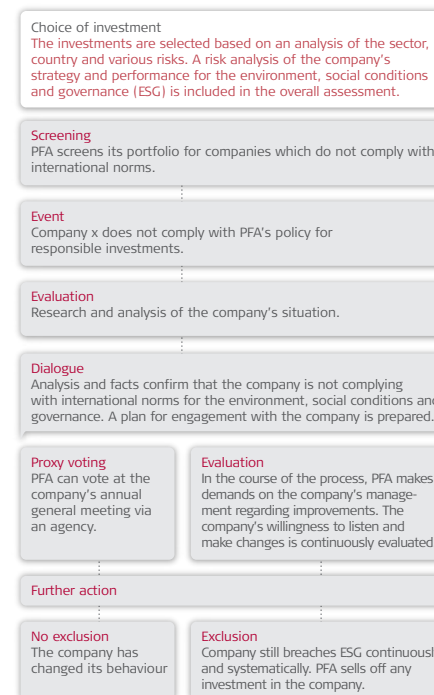 Choice of investment
The investments are selected based on an analysis of the sector,
country and various risks. A risk analysis of the company's
strategy and performance for the environment, social conditions
and governance (ESG) is included in the overall assessment.
Screening
PFA screens its portfolio for companies which do not comply with
international norms.
Event
Company x does not comply with PFA's policy for
responsible investments.
Evaluation
Research and analysis of the company's situation.
Dialogue
Analysis and facts confirm that the company is not complying
with international norms for the environment, social conditions and
governance. A plan for engagement with the company is prepared.
Proxy voting
PFA can vote at the
company's annual
general meeting via
an agency.
Evaluation
In the course of the process, PFA makes
demands on the company's manage-
ment regarding improvements. The
company's willingness to listen and
make changes is continuously evaluated
Further action
No exclusion
The company has
changed its behaviour
Exclusion
Company still breaches ESG continuousl
and systematically. PFA sells off any
investment in the company.